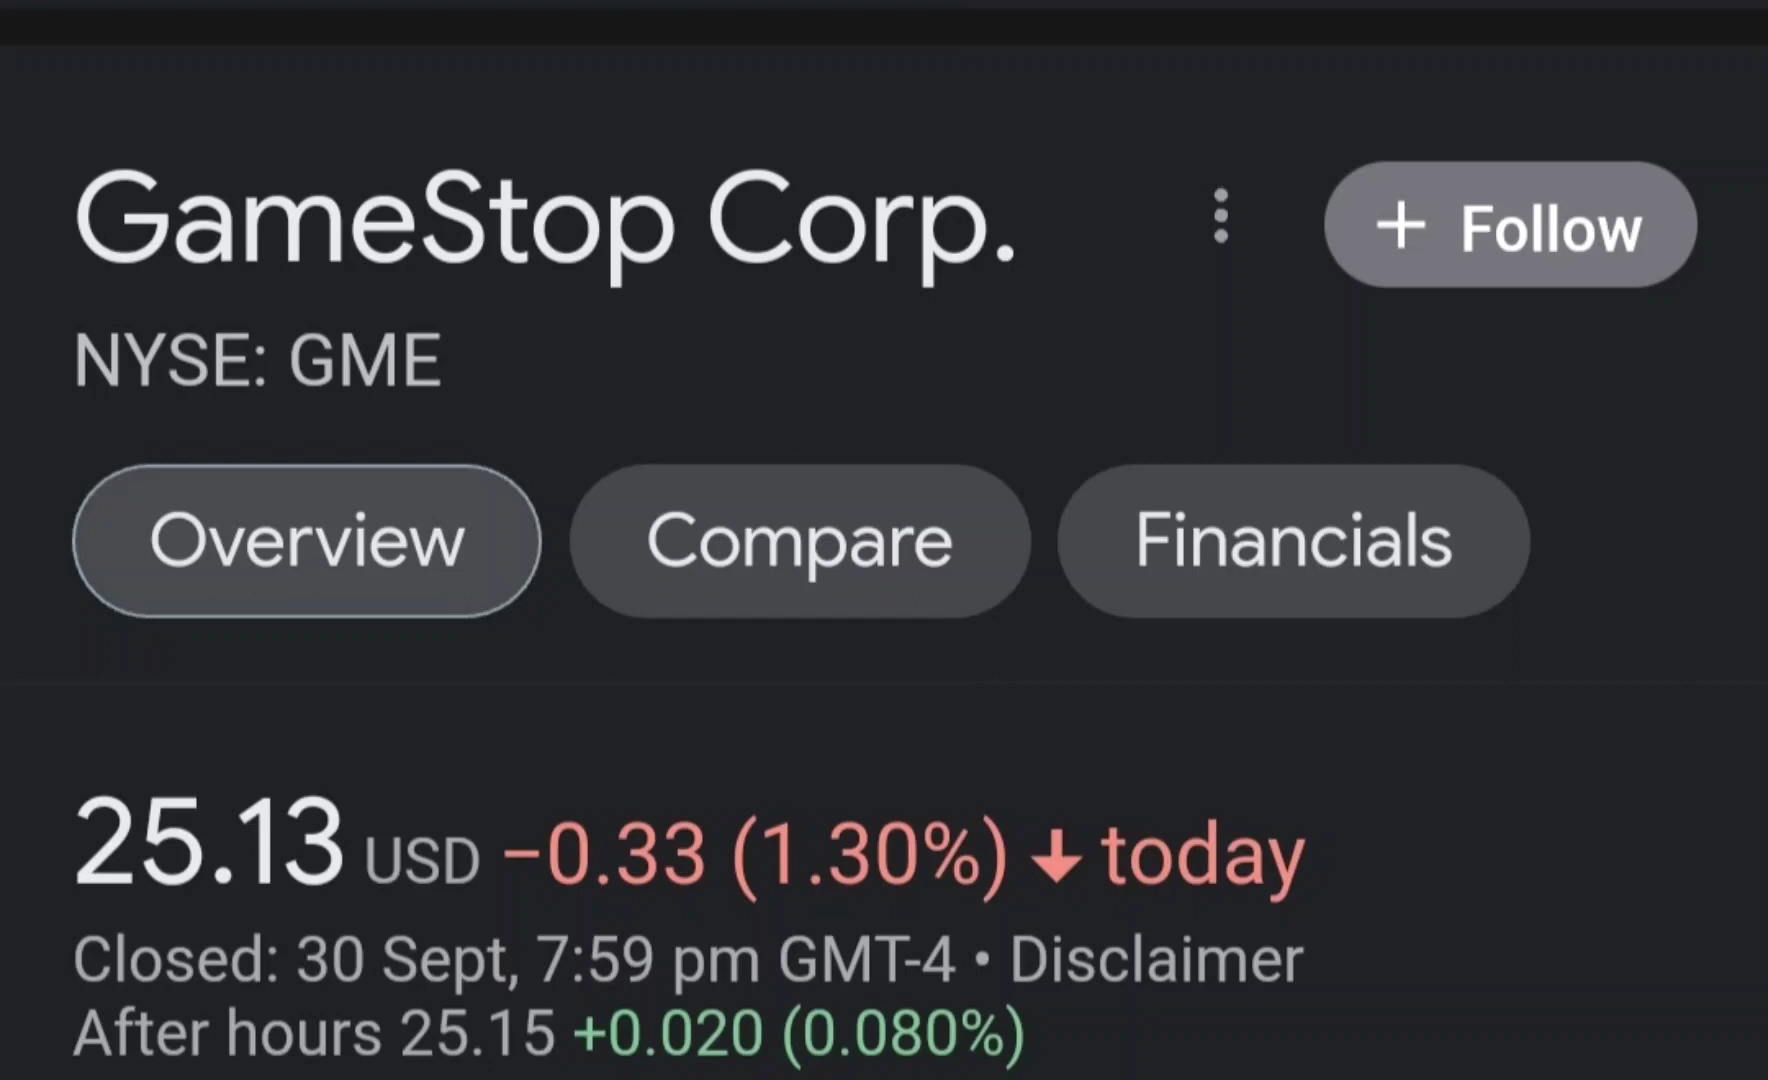 GameStop Corp.
+ Follow
NYSE: GME
Overview
Compare
Financials
25.13 USD −0.33 (1.30%) ↓ today
Closed: 30 Sept, 7:59 pm GMT-4 • Disclaimer
After hours 25.15 +0.020 (0.080%)